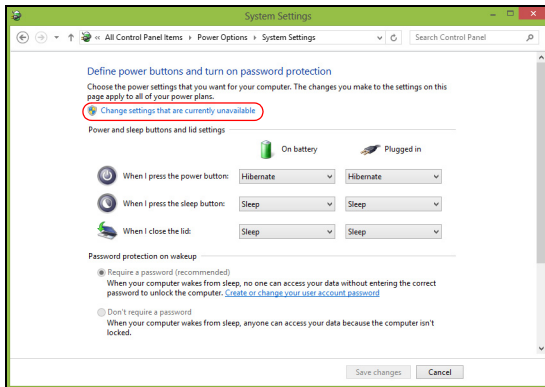 System Settings
« All Control Panel Items › Power Options › System Settings
Search Control Panel
Define power buttons and turn on password protection
Choose the power settings that you want for your computer. The changes you make to the settings on this
page apply to all of your power plans.
Change settings that are currently unavailable
Power and sleep buttons and lid settings
On battery Plugged in
When I press the power button: Hibernate Hibernate
When I press the sleep button: Sleep Sleep
When I close the lid: Sleep Sleep
Password protection on wakeup
Require a password (recommended)
When your computer wakes from sleep, no one can access your data without entering the correct
password to unlock the computer. Create or change your user account password
Don't require a password
When your computer wakes from sleep, anyone can access your data because the computer isn't
locked.
Save changes Cancel